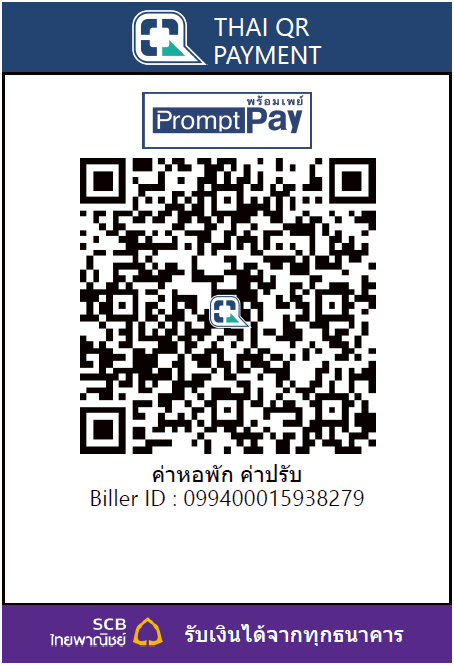 THAI QR
PAYMENT
พร้อมเพย์
PromptPay
ค่าหอพัก ค่าปรับ
Biller ID : 099400015938279
SCB
ไทยพาณิชย์
รับเงินได้จากทุกธนาคาร